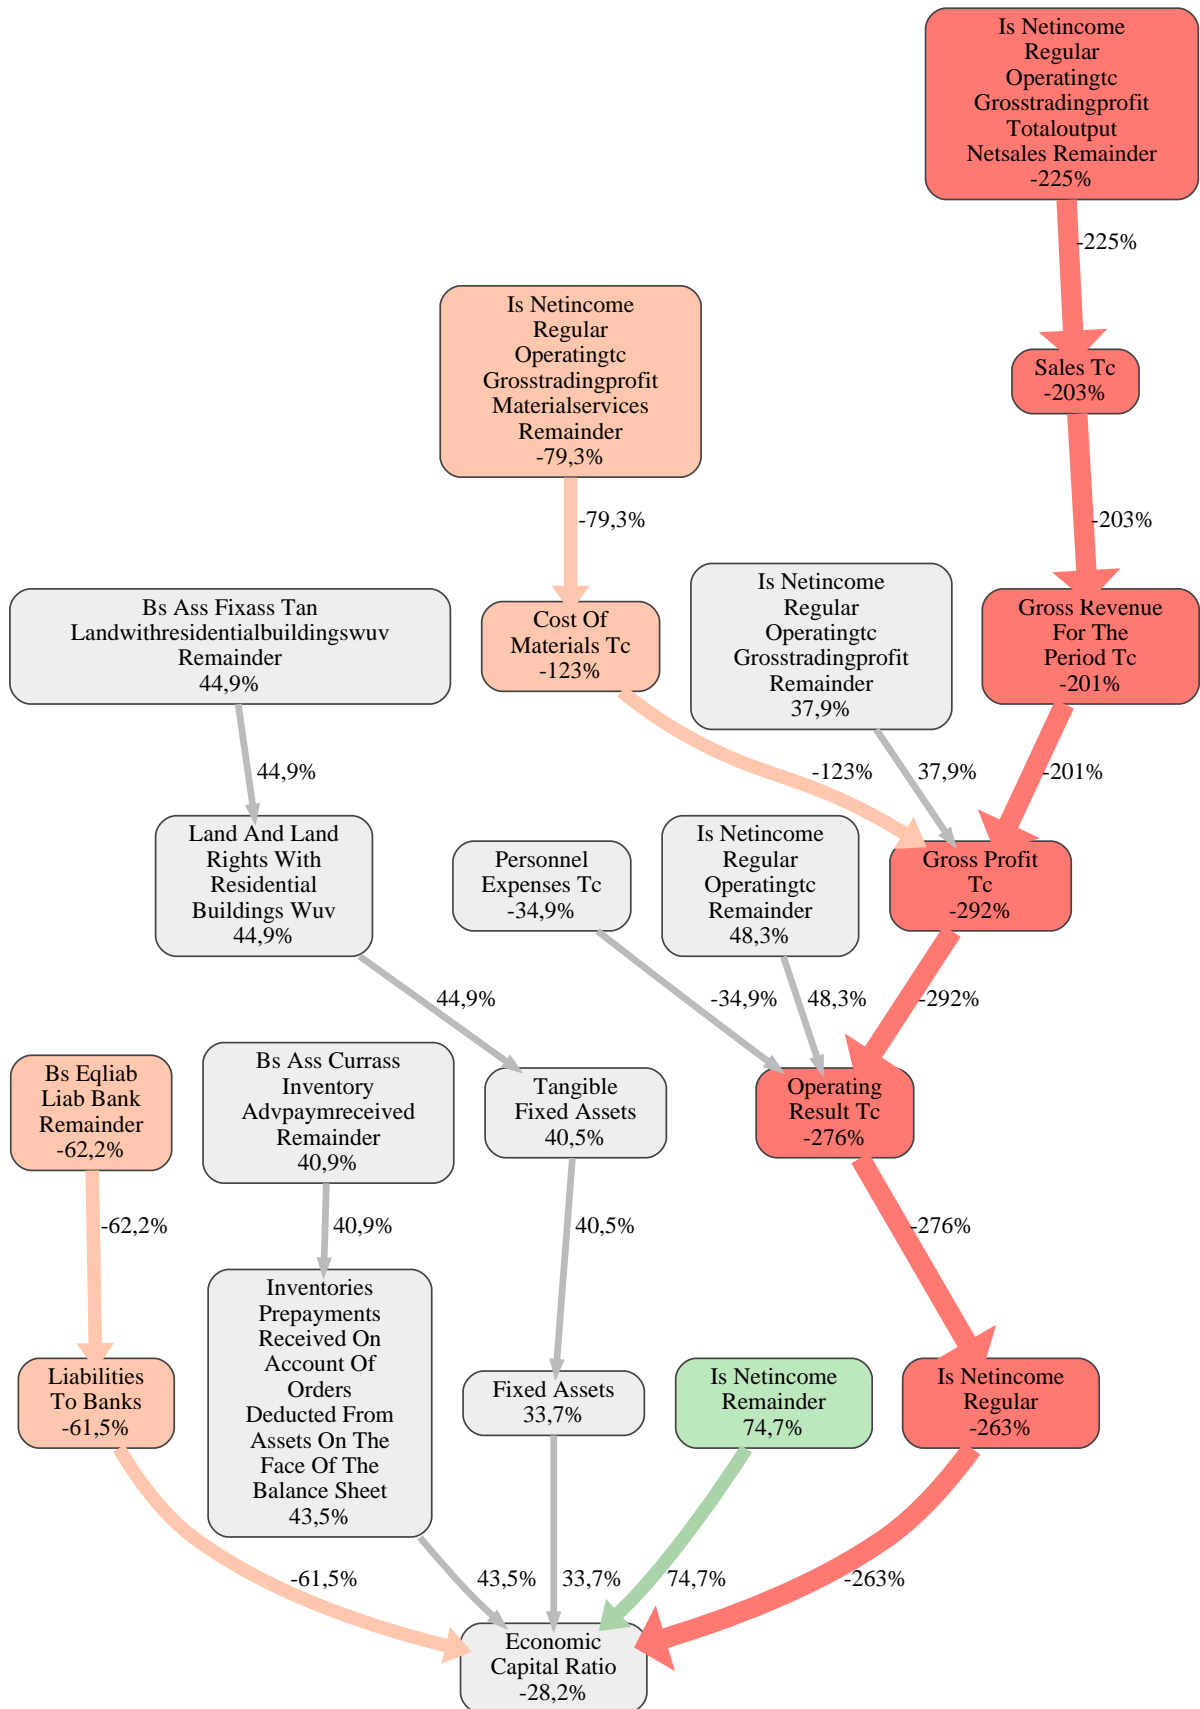 Is Netincome
Regular
Operatingtc
Grosstradingprofit
Totaloutput
Netsales Remainder
-225%
-225%
Is Netincome
Regular
Operatingtc
Grosstradingprofit
Materialservices
Remainder
-79,3%
Sales Tc
-203%
-79,3%
-203%
Bs Ass Fixass Tan
Landwithresidentialbuildingswuv
Remainder
44,9%
Cost Of
Materials Tc
-123%
Is Netincome
Regular
Operatingtc
Grosstradingprofit
Remainder
37,9%
Gross Revenue
For The
Period Tc
-201%
44,9%
-123%
37,9%
-201%
Land And Land
Rights With
Residential
Buildings Wuv
44,9%
Personnel
Expenses Tc
-34,9%
Is Netincome
Regular
Operatingtc
Remainder
48,3%
Gross Profit
Tc
-292%
44,9%
-34,9%
48,3%
-292%
Bs Eqliab
Liab Bank
Remainder
-62,2%
Bs Ass Currass
Inventory
Advpaymreceived
Remainder
40,9%
Tangible
Fixed Assets
40,5%
Operating
Result Tc
-276%
-62,2%
40,9%
40,5%
-276%
Liabilities
To Banks
-61,5%
Inventories
Prepayments
Received On
Account Of
Orders
Deducted From
Assets On The
Face Of The
Balance Sheet
43,5%
Fixed Assets
33,7%
Is Netincome
Remainder
74,7%
Is Netincome
Regular
-263%
-61,5%
43,5%
33,7%
74,7%
-263%
Economic
Capital Ratio
-28,2%